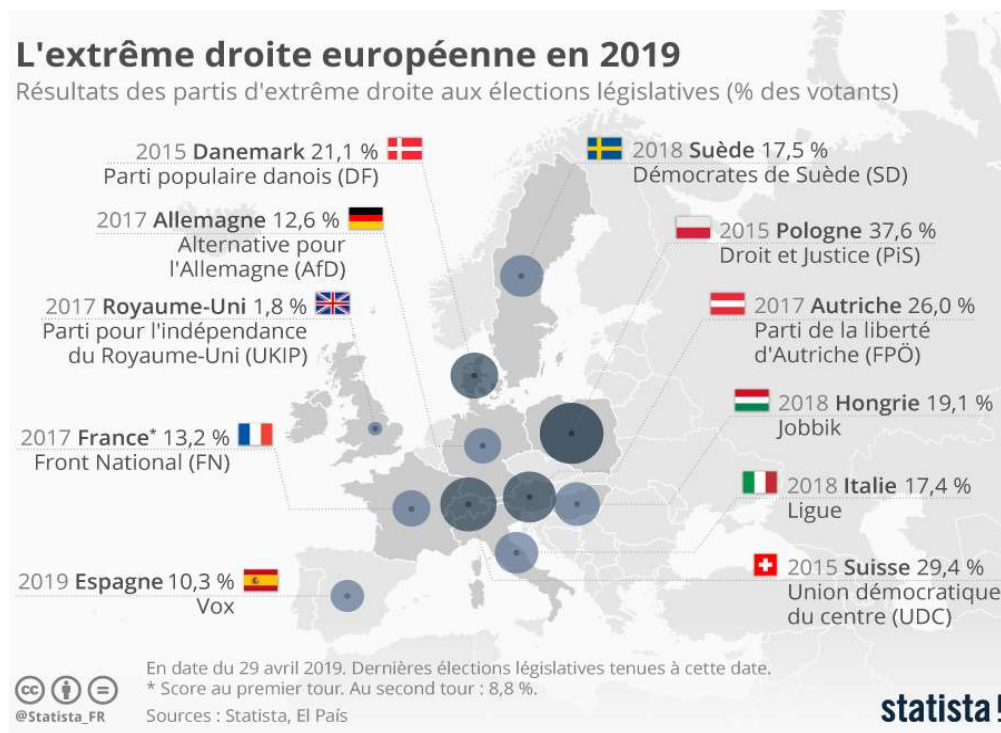 L'extrême droite européenne en 2019
Résultats des partis d'extrême droite aux élections législatives (% des votants)
2015 Danemark 21,1 %
Parti populaire danois (DF)
2017 Allemagne 12,6 %
Alternative pour
l'Allemagne (AfD)
2017 Royaume-Uni 1,8 %
Parti pour l'indépendance
du Royaume-Uni (UKIP)
2017 France* 13,2 %
Front National (FN)
2019 Espagne 10,3 %
Vox
2018 Suède 17,5 %
Démocrates de Suède (SD)
2015 Pologne 37,6 %
Droit et Justice (PiS)
2017 Autriche 26,0 %
Parti de la liberté
d'Autriche (FPÖ)
2018 Hongrie 19,1 %
Jobbik
2018 Italie 17,4 %
Ligue
2015 Suisse 29,4 %
Union démocratique
du centre (UDC)
En date du 29 avril 2019. Dernières élections législatives tenues à cette date.
* Score au premier tour. Au second tour : 8,8 %.
Sources : Statista, El País
cc
@Statista_FR
statista